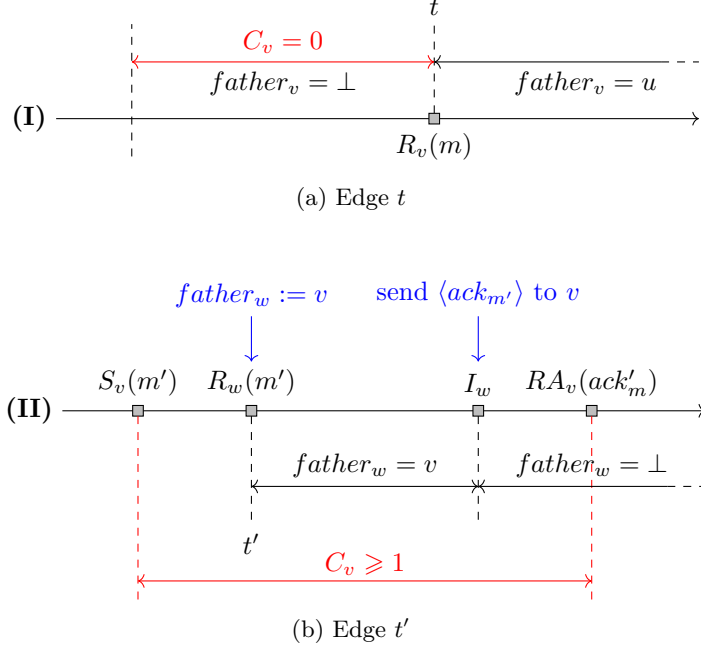 t
C_v = 0
father_v = ⊥ father_v = u
(I)
R_v(m)
(a) Edge t
father_w := v send ⟨ack_{m′}⟩ to v
S_v(m′) R_w(m′) I_w RA_v(ack′_m)
(II)
father_w = v father_w = ⊥
t′
C_v ⩾ 1
(b) Edge t′